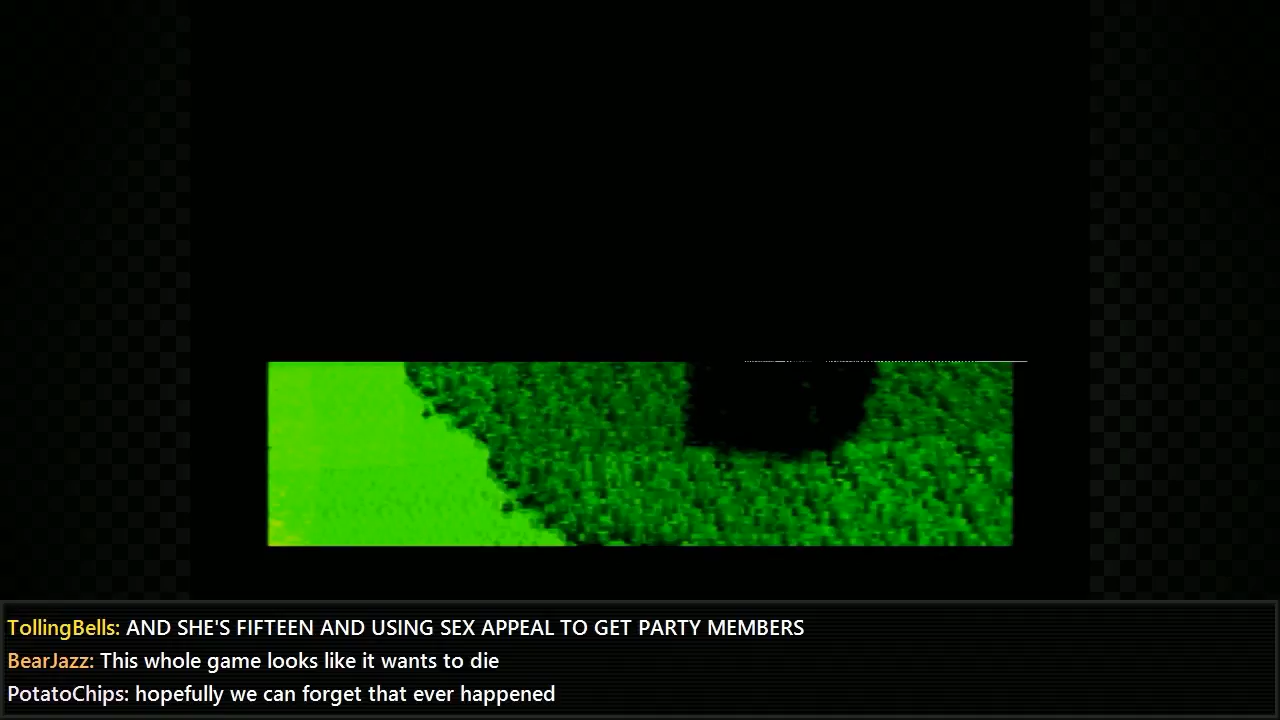 TollingBells: AND SHE'S FIFTEEN AND USING SEX APPEAL TO GET PARTY MEMBERS
BearJazz: This whole game looks like it wants to die
PotatoChips: hopefully we can forget that ever happened